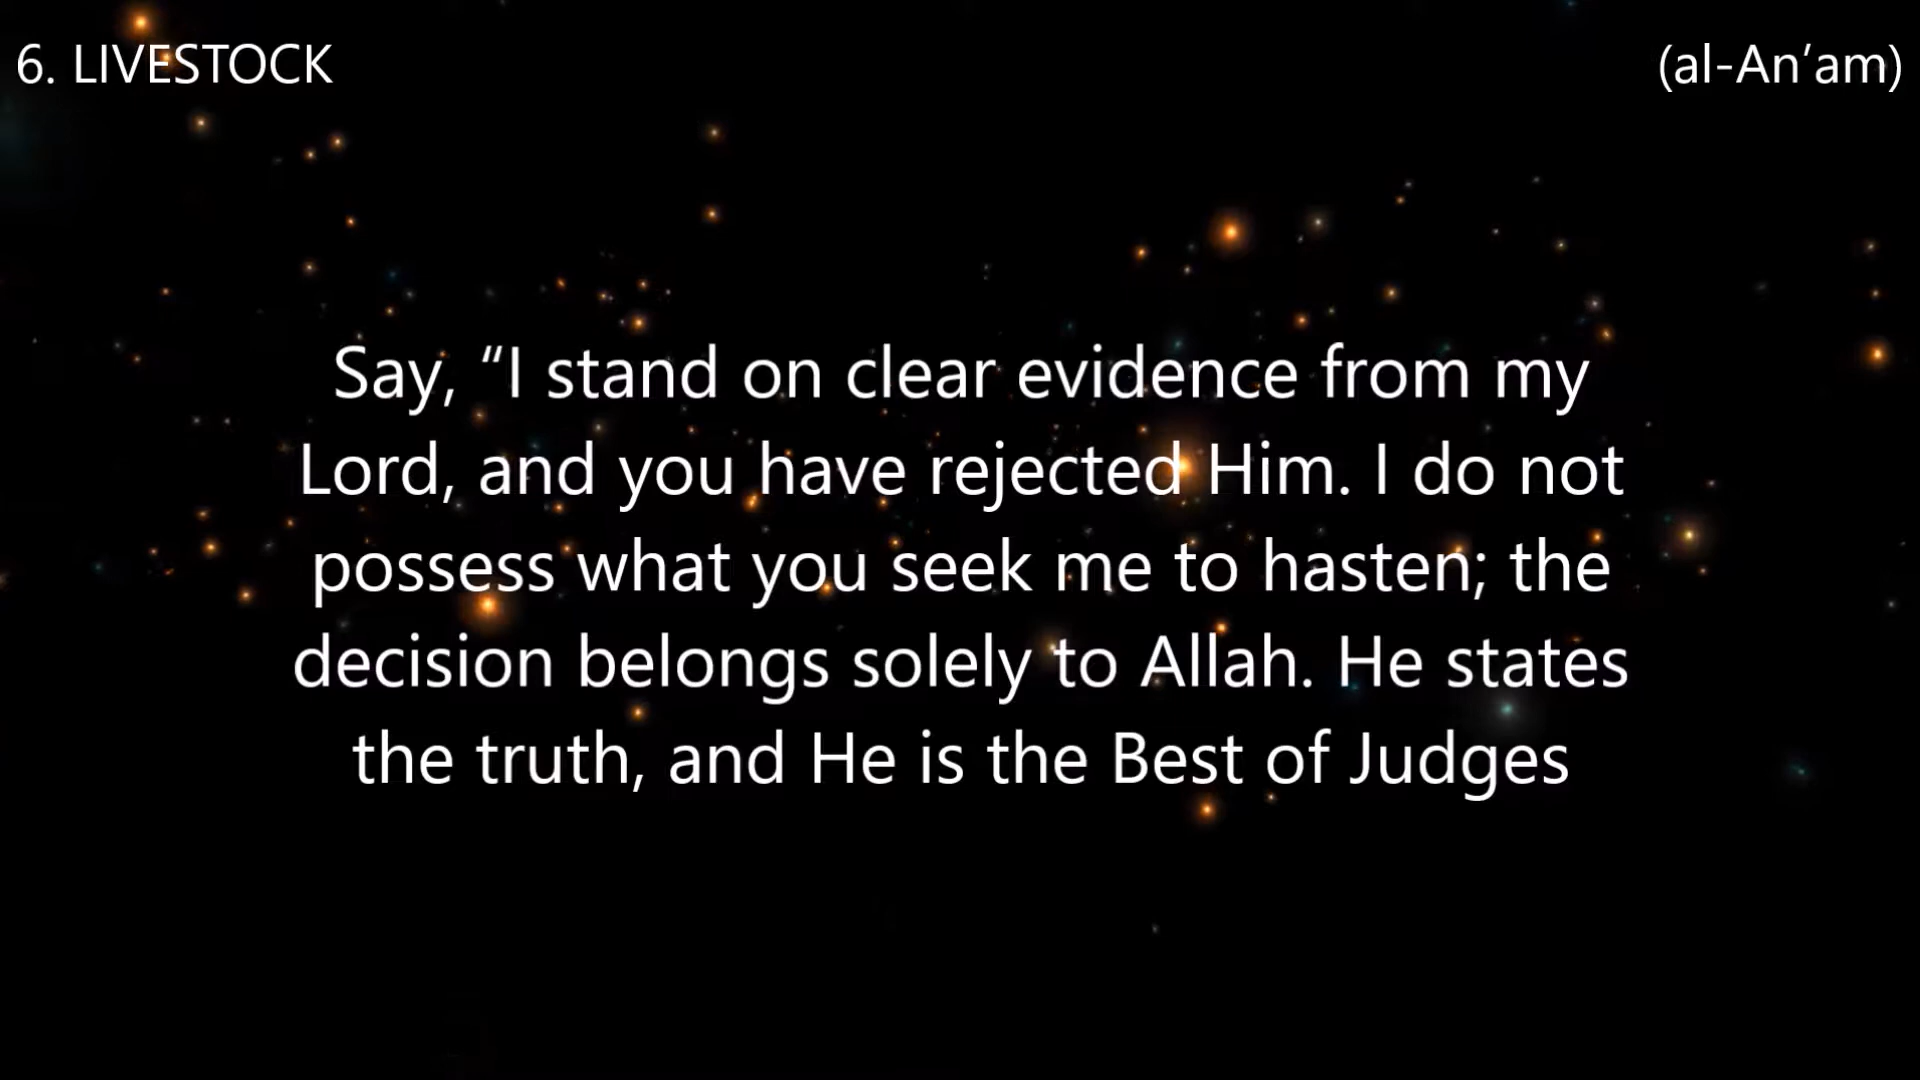 6. LIVESTOCK
(al-An’am)
Say, “I stand on clear evidence from my
Lord, and you have rejected Him. I do not
possess what you seek me to hasten; the
decision belongs solely to Allah. He states
the truth, and He is the Best of Judges